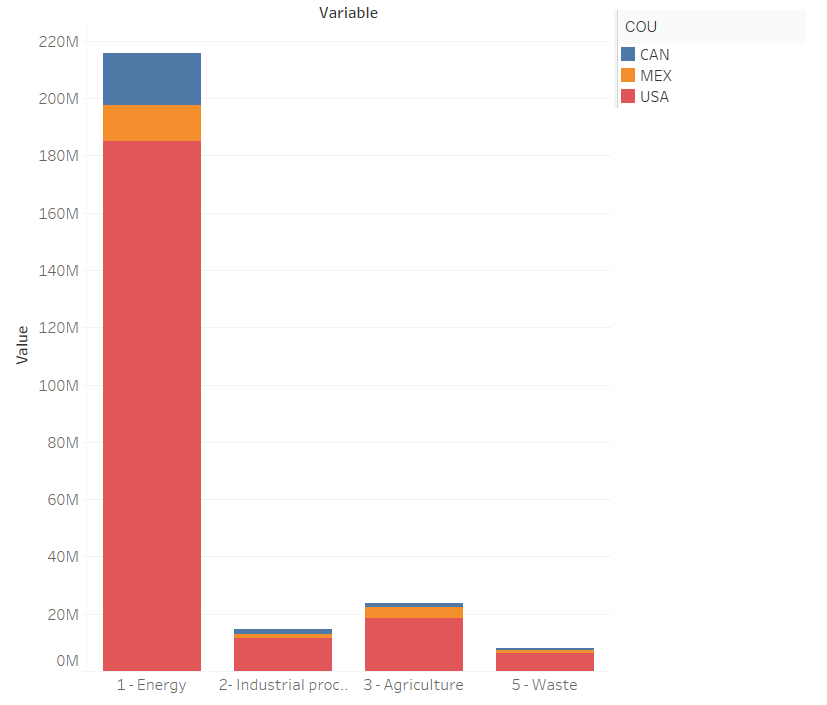 Variable
COU
CAN
MEX
USA
Value
220M
200M
180M
160M
140M
120M
100M
80M
60M
40M
20M
0M
1 - Energy
2- Industrial proc..
3 - Agriculture
5 - Waste